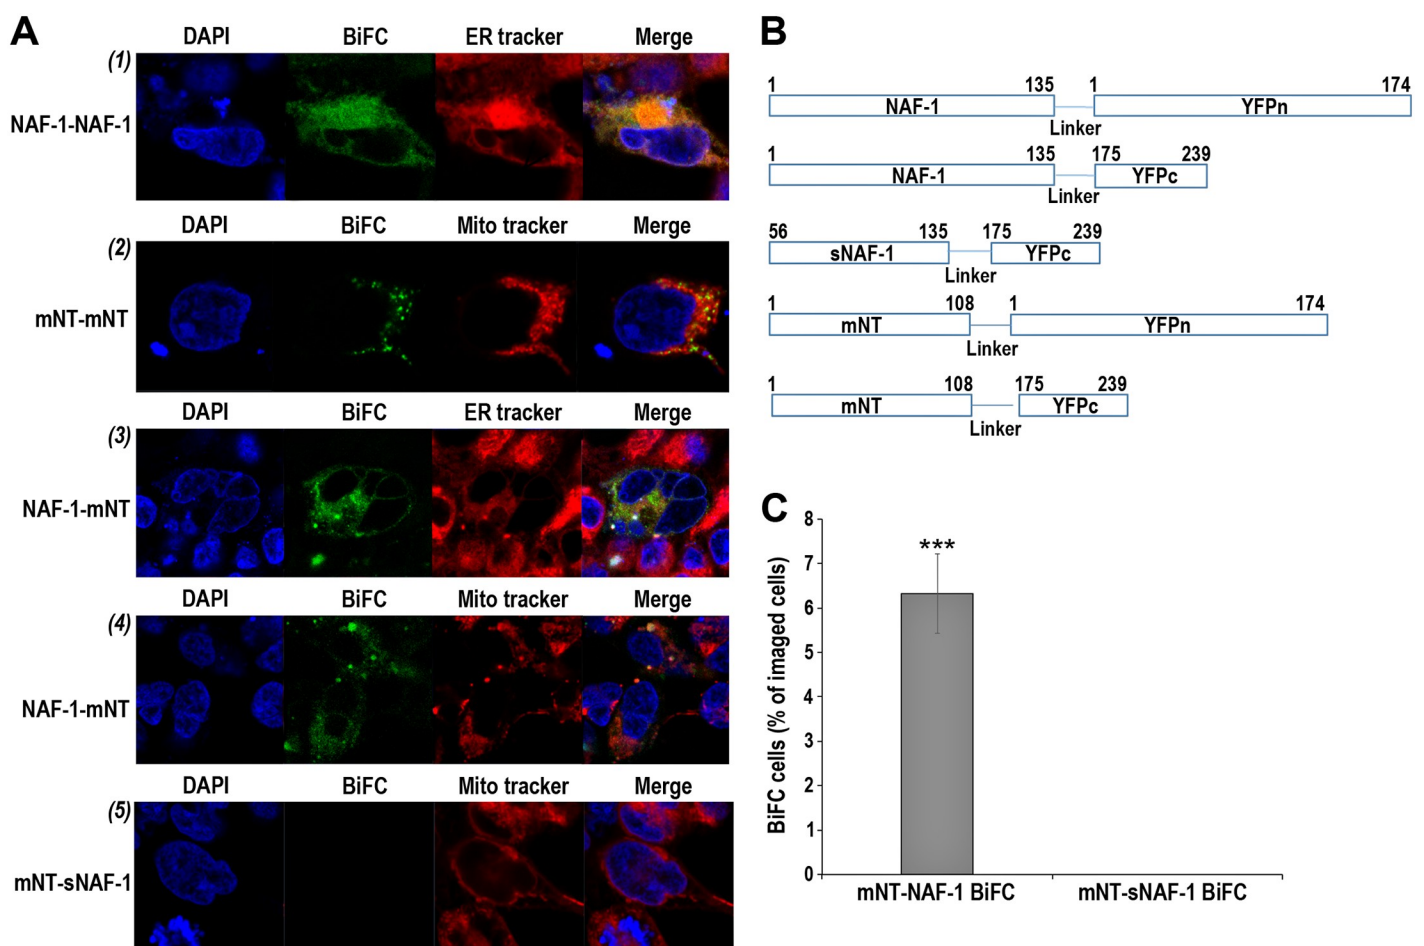 A
DAPI BiFC ER tracker Merge
(1)
NAF-1-NAF-1
DAPI BiFC Mito tracker Merge
(2)
mNT-mNT
DAPI BiFC ER tracker Merge
(3)
NAF-1-mNT
DAPI BiFC Mito tracker Merge
(4)
NAF-1-mNT
DAPI BiFC Mito tracker Merge
(5)
mNT-sNAF-1
B
1 135 1 174
NAF-1 YFPn
Linker
1 135 175 239
NAF-1 YFPc
Linker
56 135 175 239
sNAF-1 YFPc
Linker
1 108 1 174
mNT YFPn
Linker
1 108 175 239
mNT YFPc
Linker
C
BiFC cells (% of imaged cells)
8
7
6
5
4
3
2
1
0
***
mNT-NAF-1 BiFC mNT-sNAF-1 BiFC